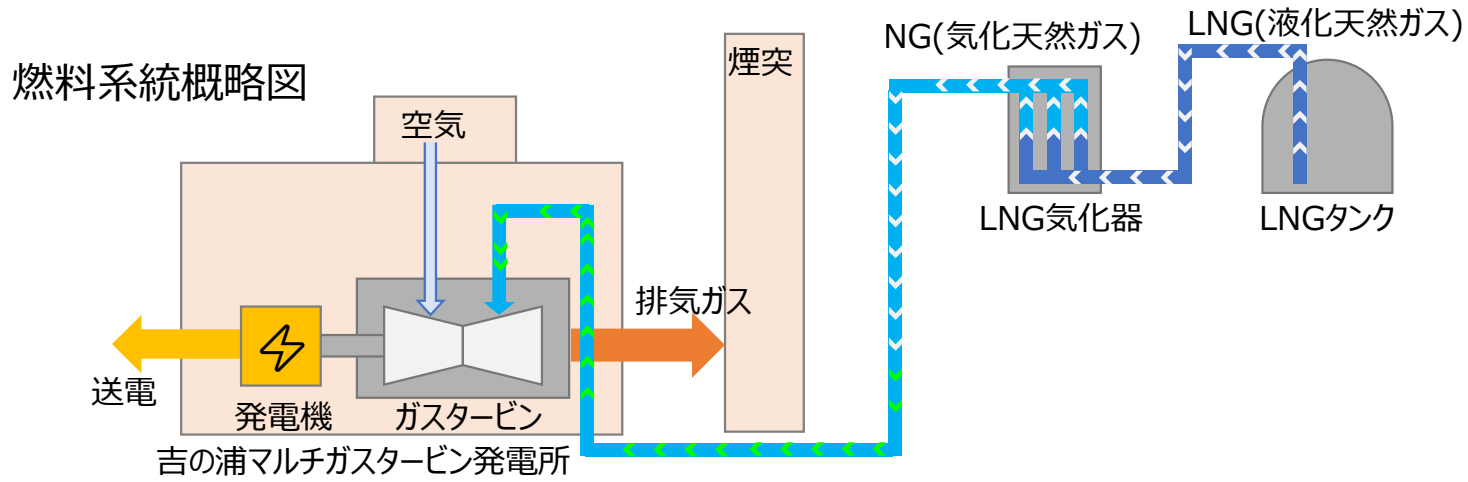 燃料系統概略図
空気
煙突
NG(気化天然ガス)
LNG(液化天然ガス)
LNG気化器
LNGタンク
排気ガス
送電
発電機
ガスタービン
吉の浦マルチガスタービン発電所